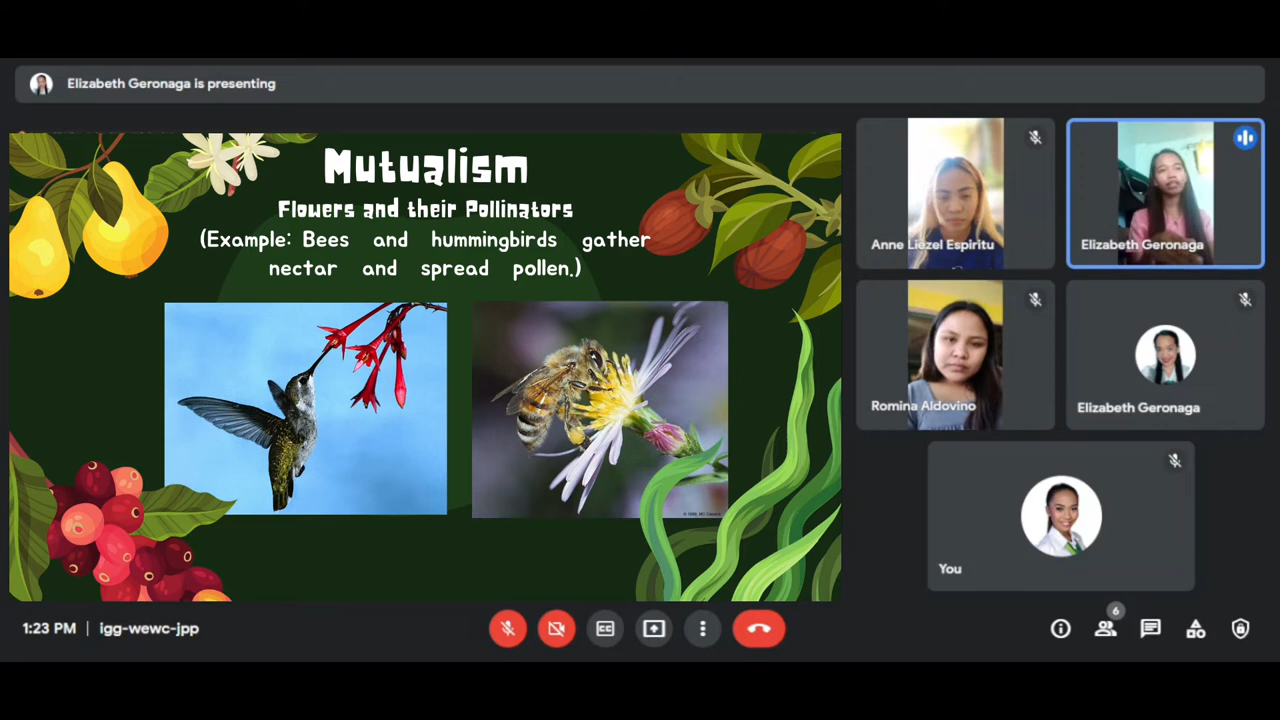 Elizabeth Geronaga is presenting
Mutualism
Flowers and their Pollinators
(Example: Bees and hummingbirds gather
nectar and spread pollen.)
Anne Liezel Espiritu
Elizabeth Geronaga
Romina Aldovino
Elizabeth Geronaga
You
1:23 PM | igg-wewc-jpp
CC
6